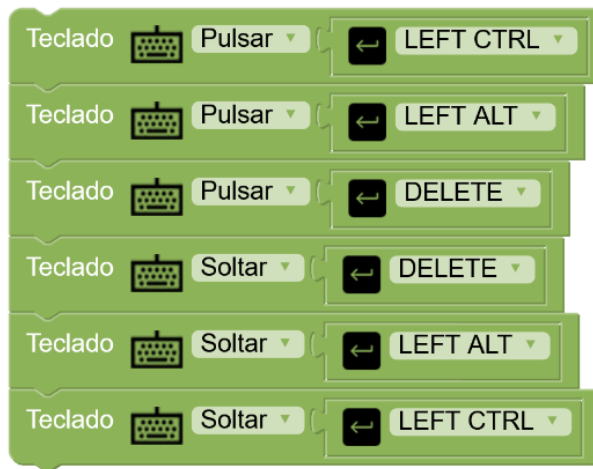 Teclado Pulsar LEFT CTRL
Teclado Pulsar LEFT ALT
Teclado Pulsar DELETE
Teclado Soltar DELETE
Teclado Soltar LEFT ALT
Teclado Soltar LEFT CTRL